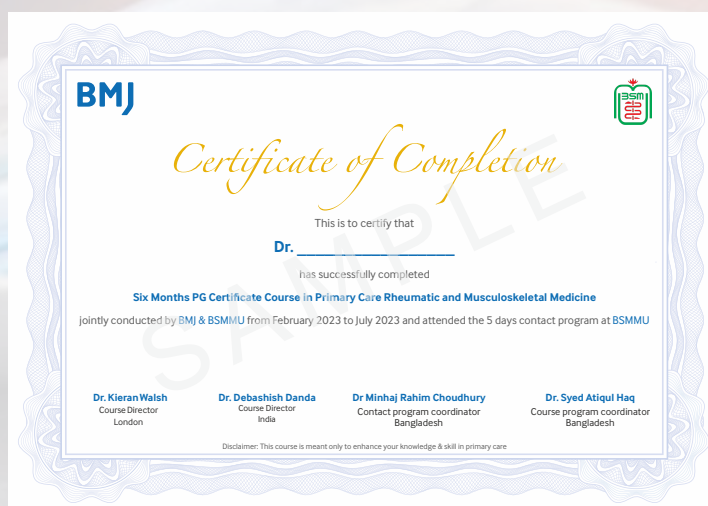 BMJ
BSM
Certificate of Completion
This is to certify that
Dr. _________________
has successfully completed
Six Months PG Certificate Course in Primary Care Rheumatic and Musculoskeletal Medicine
jointly conducted by BMJ & BSMMU from February 2023 to July 2023 and attended the 5 days contact program at BSMMU
SAMPLE
Dr. Kieran Walsh
Course Director
London
Dr. Debashish Danda
Course Director
India
Dr Minhaj Rahim Choudhury
Contact program coordinator
Bangladesh
Dr. Syed Atiqul Haq
Course program coordinator
Bangladesh
Disclaimer: This course is meant only to enhance your knowledge & skill in primary care